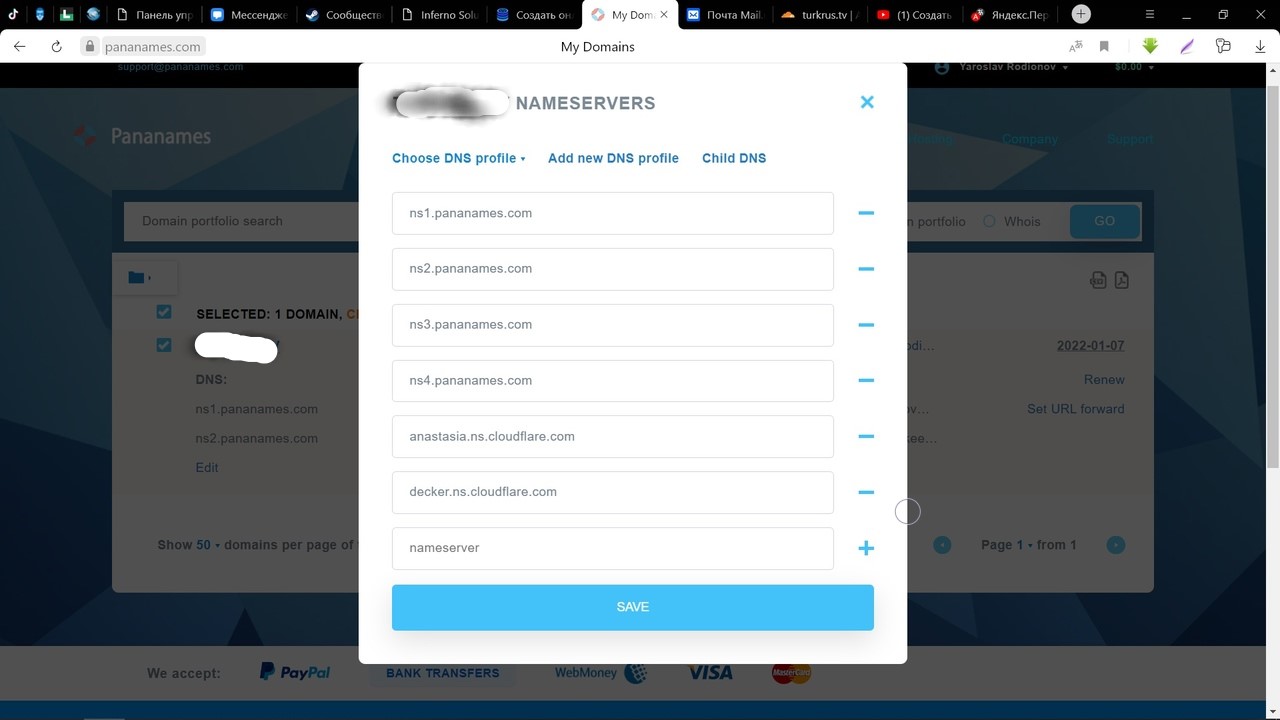 Панель упр
Мессендже
Сообществ
Inferno Solu
Создать он
My Dom
Почта Mail.
turkrus.tv | A
(1) Создать
Яндекс.Пер
pananames.com
My Domains
support@pananames.com
Yaroslav Rodionov
$0.00
NAMESERVERS
Pananames
Company
Support
Choose DNS profile
Add new DNS profile
Child DNS
Domain portfolio search
n portfolio
Whois
GO
ns1.pananames.com
ns2.pananames.com
ns3.pananames.com
ns4.pananames.com
anastasia.ns.cloudflare.com
decker.ns.cloudflare.com
nameserver
SAVE
SELECTED: 1 DOMAIN,
odi...
2022-01-07
DNS:
Renew
ns1.pananames.com
ov...
Set URL forward
ns2.pananames.com
kee...
Edit
Show 50 domains per page of
Page 1 from 1
We accept:
PayPal
BANK TRANSFERS
WebMoney
VISA
MasterCard